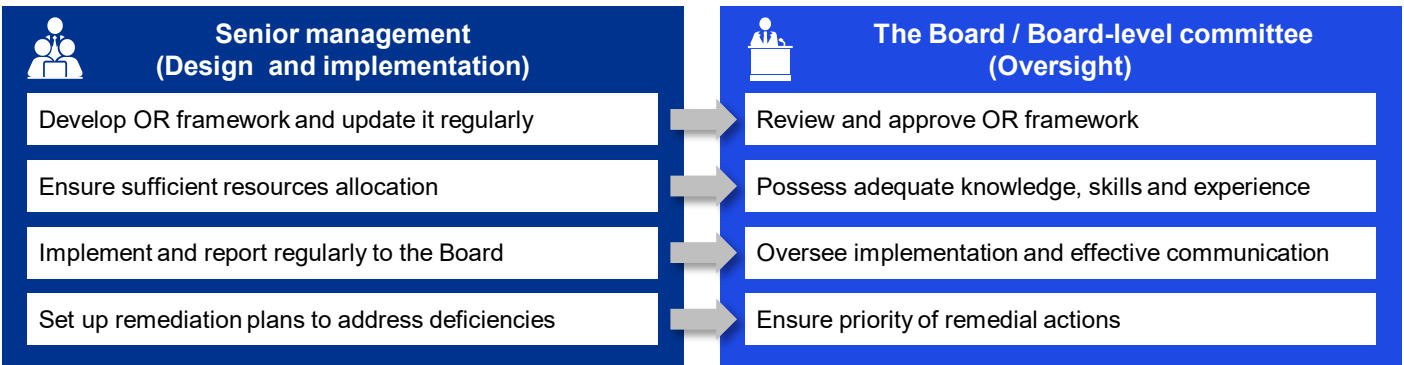 Senior management
(Design and implementation)
Develop OR framework and update it regularly
Ensure sufficient resources allocation
Implement and report regularly to the Board
Set up remediation plans to address deficiencies
The Board / Board-level committee
(Oversight)
Review and approve OR framework
Possess adequate knowledge, skills and experience
Oversee implementation and effective communication
Ensure priority of remedial actions